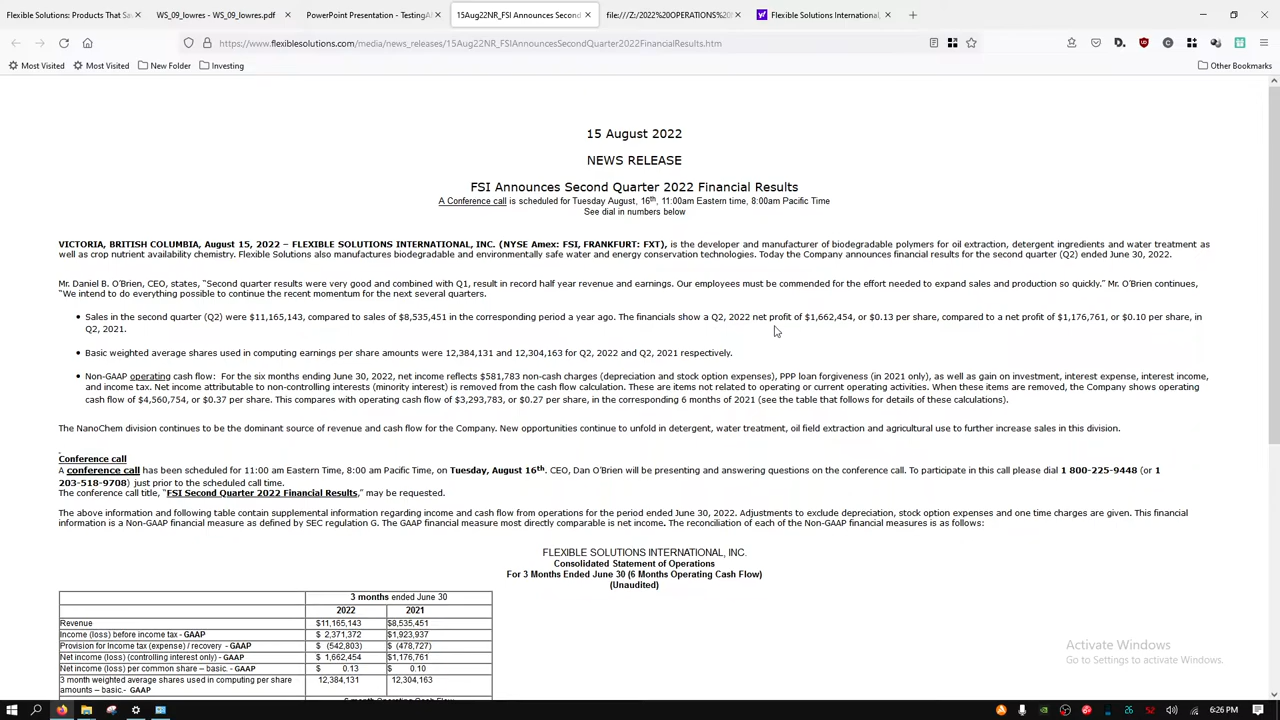 Flexible Solutions: Products That Sa
WS_09_lowres - WS_09_lowres.pdf
PowerPoint Presentation - TestingAl
15Aug22NR_FSI Announces Second
file:///Z:/2022%20OPERATIONS%20
Flexible Solutions International,
https://www.flexiblesolutions.com/media/news_releases/15Aug22NR_FSIAnnouncesSecondQuarter2022FinancialResults.htm
Most Visited
Most Visited
New Folder
Investing
Other Bookmarks
15 August 2022
NEWS RELEASE
FSI Announces Second Quarter 2022 Financial Results
A Conference call is scheduled for Tuesday August, 16th, 11:00am Eastern time, 8:00am Pacific Time
See dial in numbers below
VICTORIA, BRITISH COLUMBIA, August 15, 2022 – FLEXIBLE SOLUTIONS INTERNATIONAL, INC. (NYSE Amex: FSI, FRANKFURT: FXT), is the developer and manufacturer of biodegradable polymers for oil extraction, detergent ingredients and water treatment as
well as crop nutrient availability chemistry. Flexible Solutions also manufactures biodegradable and environmentally safe water and energy conservation technologies. Today the Company announces financial results for the second quarter (Q2) ended June 30, 2022.
Mr. Daniel B. O'Brien, CEO, states, "Second quarter results were very good and combined with Q1, result in record half year revenue and earnings. Our employees must be commended for the effort needed to expand sales and production so quickly." Mr. O'Brien continues,
"We intend to do everything possible to continue the recent momentum for the next several quarters.
• Sales in the second quarter (Q2) were $11,165,143, compared to sales of $8,535,451 in the corresponding period a year ago. The financials show a Q2, 2022 net profit of $1,662,454, or $0.13 per share, compared to a net profit of $1,176,761, or $0.10 per share, in
Q2, 2021.
• Basic weighted average shares used in computing earnings per share amounts were 12,384,131 and 12,304,163 for Q2, 2022 and Q2, 2021 respectively.
• Non-GAAP operating cash flow: For the six months ending June 30, 2022, net income reflects $581,783 non-cash charges (depreciation and stock option expenses), PPP loan forgiveness (in 2021 only), as well as gain on investment, interest expense, interest income,
and income tax. Net income attributable to non-controlling interests (minority interest) is removed from the cash flow calculation. These are items not related to operating or current operating activities. When these items are removed, the Company shows operating
cash flow of $4,560,754, or $0.37 per share. This compares with operating cash flow of $3,293,783, or $0.27 per share, in the corresponding 6 months of 2021 (see the table that follows for details of these calculations).
The NanoChem division continues to be the dominant source of revenue and cash flow for the Company. New opportunities continue to unfold in detergent, water treatment, oil field extraction and agricultural use to further increase sales in this division.
Conference call
A conference call has been scheduled for 11:00 am Eastern Time, 8:00 am Pacific Time, on Tuesday, August 16th. CEO, Dan O'Brien will be presenting and answering questions on the conference call. To participate in this call please dial 1 800-225-9448 (or 1
203-518-9708) just prior to the scheduled call time.
The conference call title, "FSI Second Quarter 2022 Financial Results," may be requested.
The above information and following table contain supplemental information regarding income and cash flow from operations for the period ended June 30, 2022. Adjustments to exclude depreciation, stock option expenses and one time charges are given. This financial
information is a Non-GAAP financial measure as defined by SEC regulation G. The GAAP financial measure most directly comparable is net income. The reconciliation of each of the Non-GAAP financial measures is as follows:
FLEXIBLE SOLUTIONS INTERNATIONAL, INC.
Consolidated Statement of Operations
For 3 Months Ended June 30 (6 Months Operating Cash Flow)
(Unaudited)
3 months ended June 30
2022 2021
Revenue $11,165,143 $8,535,451
Income (loss) before income tax - GAAP $ 2,371,372 $1,923,937
Provision for Income tax (expense) / recovery - GAAP $ (542,803) $ (478,727)
Net income (loss) (controlling interest only) - GAAP $ 1,662,454 $1,176,761
Net income (loss) per common share – basic. - GAAP $ 0.13 $ 0.10
3 month weighted average shares used in computing per share 12,384,131 12,304,163
amounts – basic.- GAAP
Activate Windows
Go to Settings to activate Windows.
6:26 PM